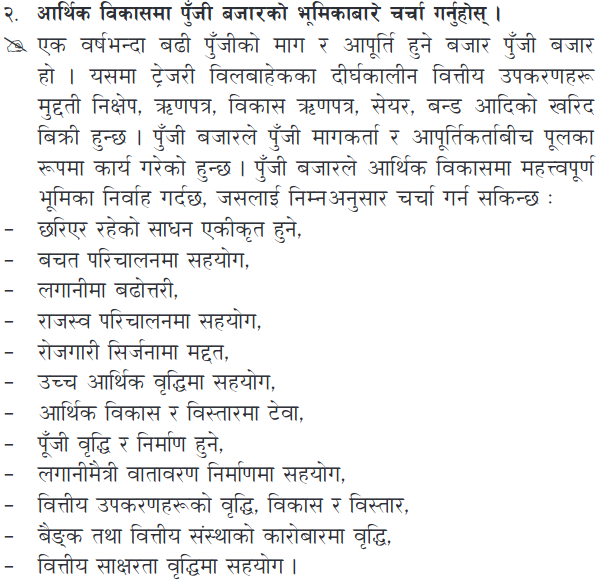 २. आर्थिक विकासमा पुँजी बजारको भूमिकाबारे चर्चा गर्नुहोस् ।
एक वर्षभन्दा बढी पुँजीको माग र आपूर्ति हुने बजार पुँजी बजार
हो । यसमा ट्रेजरी विलबाहेकका दीर्घकालीन वित्तीय उपकरणहरू
मुद्दती निक्षेप, ऋणपत्र, विकास ऋणपत्र, सेयर, बन्ड आदिको खरिद
बिक्री हुन्छ । पुँजी बजारले पुँजी मागकर्ता र आपूर्तिकर्ताबीच पूलका
रूपमा कार्य गरेको हुन्छ । पुँजी बजारले आर्थिक विकासमा महत्त्वपूर्ण
भूमिका निर्वाह गर्दछ, जसलाई निम्नअनुसार चर्चा गर्न सकिन्छ :
– छरिएर रहेको साधन एकीकृत हुने,
– बचत परिचालनमा सहयोग,
– लगानीमा बढोत्तरी,
– राजस्व परिचालनमा सहयोग,
– रोजगारी सिर्जनामा मद्दत,
– उच्च आर्थिक वृद्धिमा सहयोग,
– आर्थिक विकास र विस्तारमा टेवा,
– पूँजी वृद्धि र निर्माण हुने,
– लगानीमैत्री वातावरण निर्माणमा सहयोग,
– वित्तीय उपकरणहरूको वृद्धि, विकास र विस्तार,
– बैङ्क तथा वित्तीय संस्थाको कारोबारमा वृद्धि,
– वित्तीय साक्षरता वृद्धिमा सहयोग ।